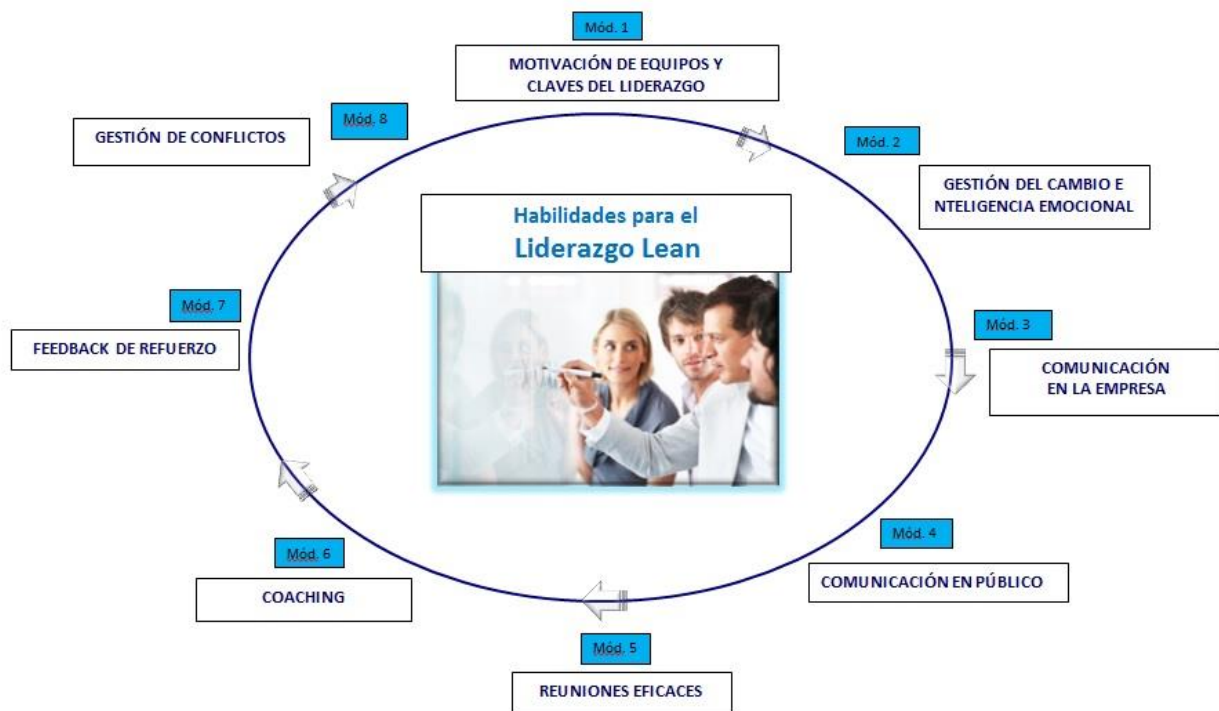 Mód. 1
MOTIVACIÓN DE EQUIPOS Y
CLAVES DEL LIDERAZGO
Mód. 2
GESTIÓN DEL CAMBIO E
NTELIGENCIA EMOCIONAL
Mód. 3
COMUNICACIÓN
EN LA EMPRESA
Mód. 4
COMUNICACIÓN EN PÚBLICO
Mód. 5
REUNIONES EFICACES
Mód. 6
COACHING
Mód. 7
FEEDBACK DE REFUERZO
Mód. 8
GESTIÓN DE CONFLICTOS
Habilidades para el
Liderazgo Lean